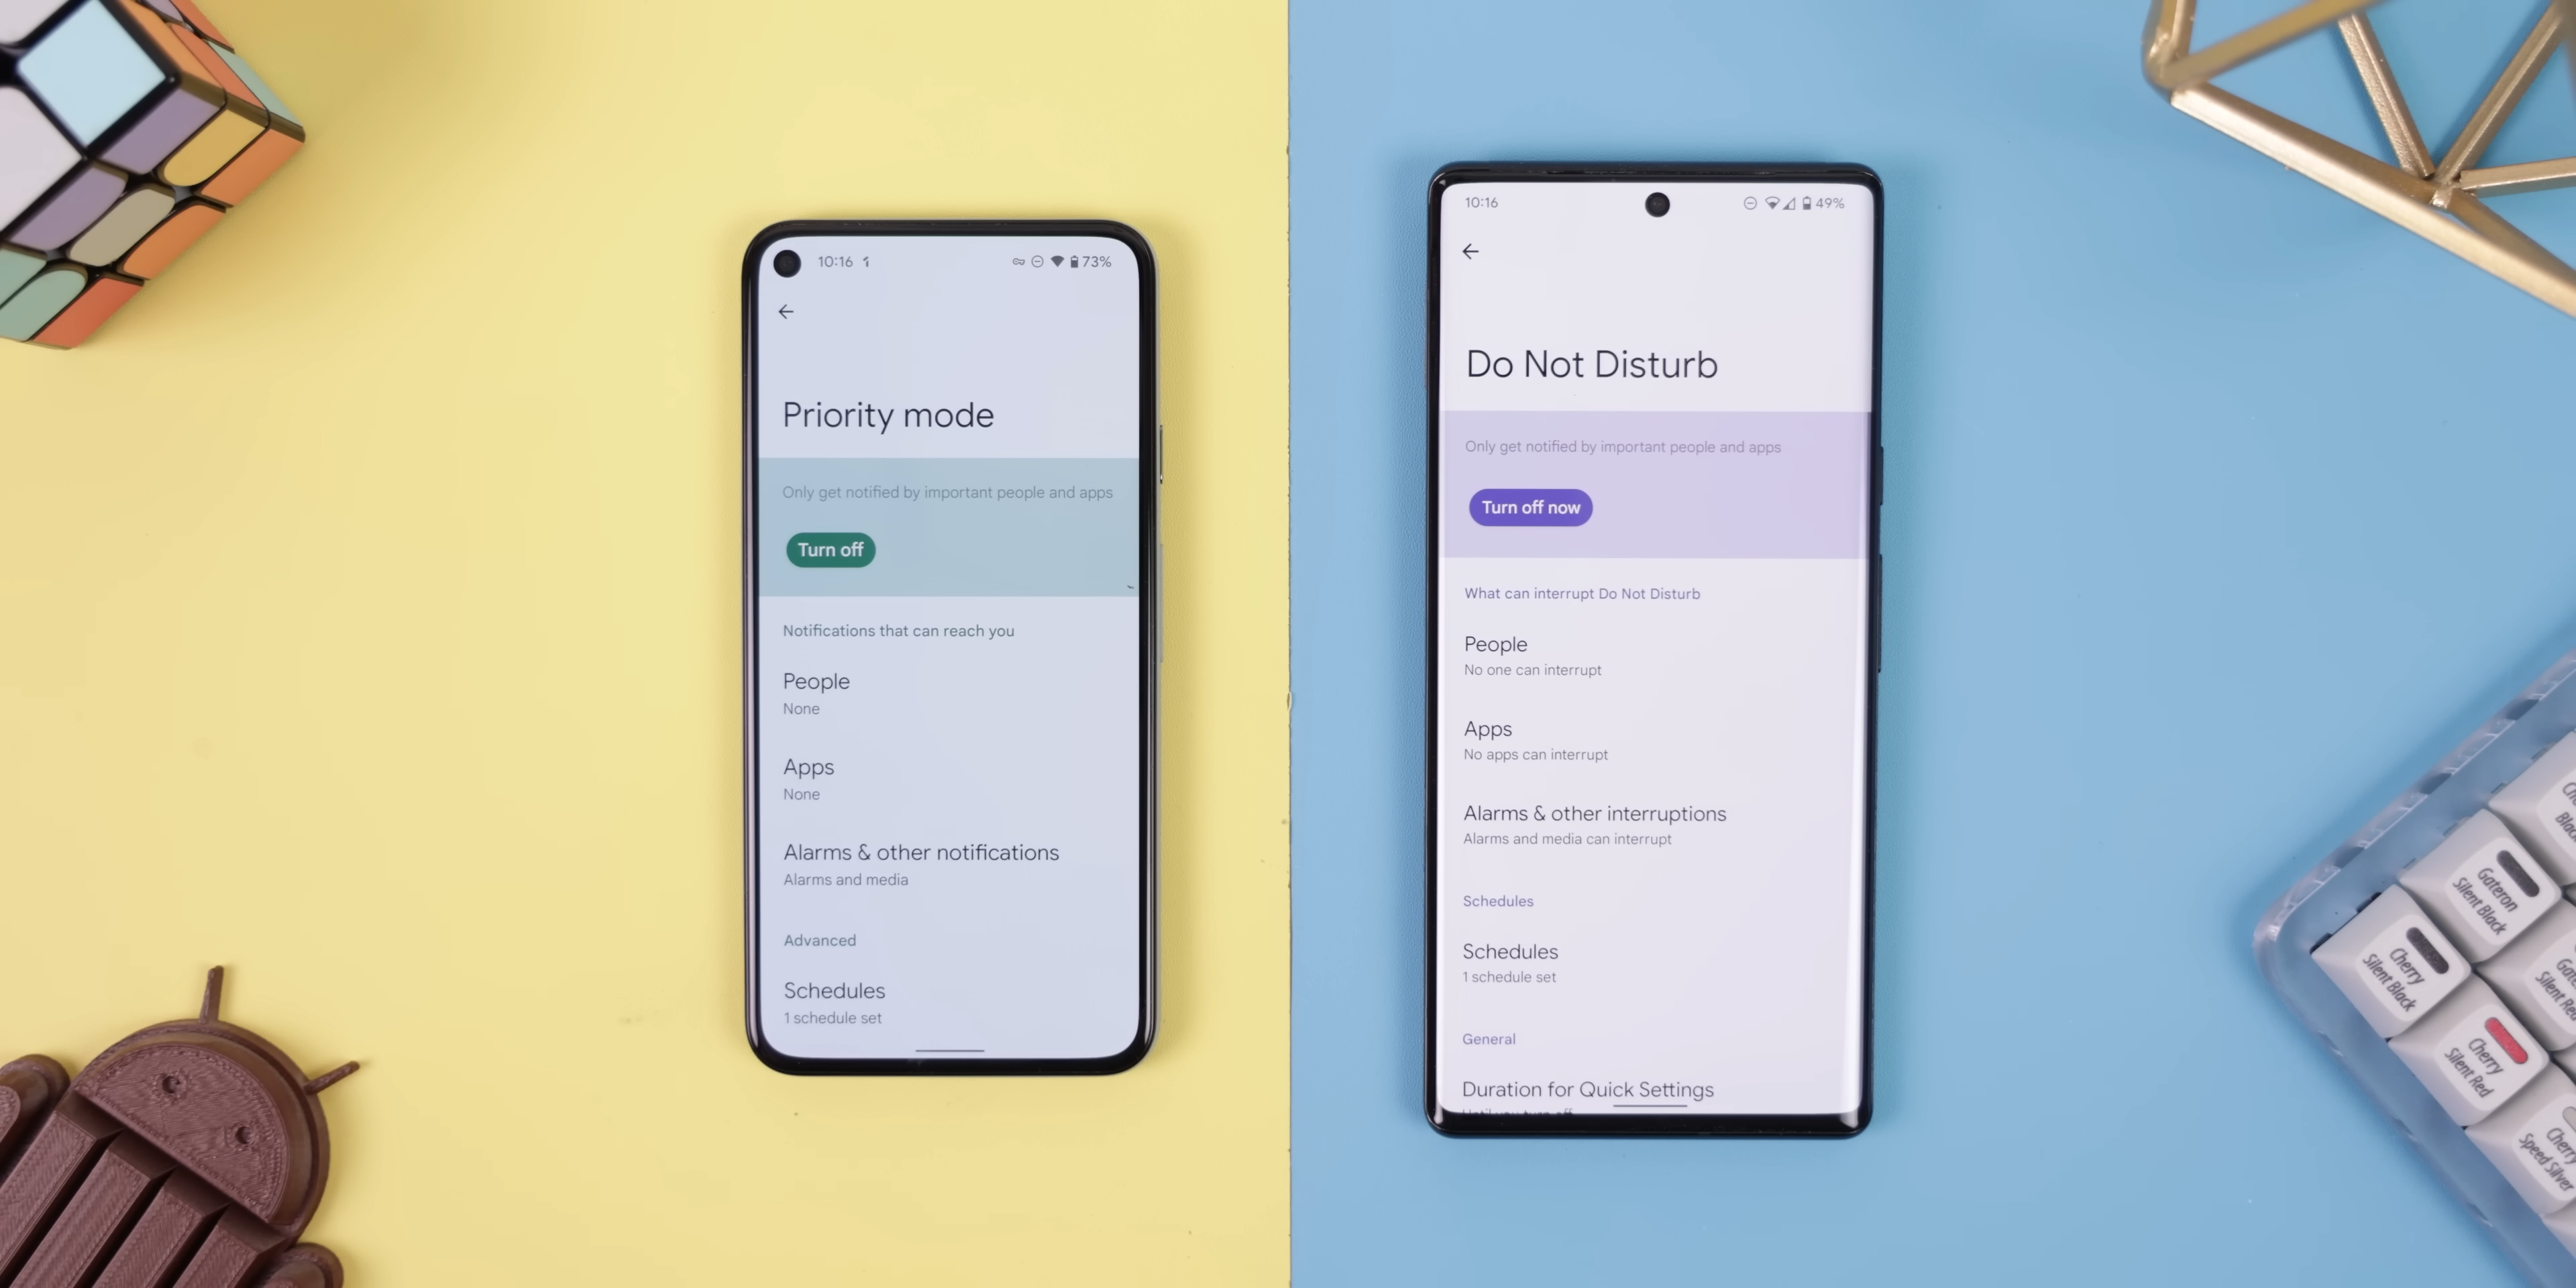 10:16
73%
Priority mode
Only get notified by important people and apps
Turn off
Notifications that can reach you
People
None
Apps
None
Alarms & other notifications
Alarms and media
Advanced
Schedules
1 schedule set
10:16
49%
Do Not Disturb
Only get notified by important people and apps
Turn off now
What can interrupt Do Not Disturb
People
No one can interrupt
Apps
No apps can interrupt
Alarms & other interruptions
Alarms and media can interrupt
Schedules
Schedules
1 schedule set
General
Duration for Quick Settings
Until you turn off
Gateron
Silent Black
Cherry
Silent Black
Cherry
Silent Red
Cherry
Speed Silver